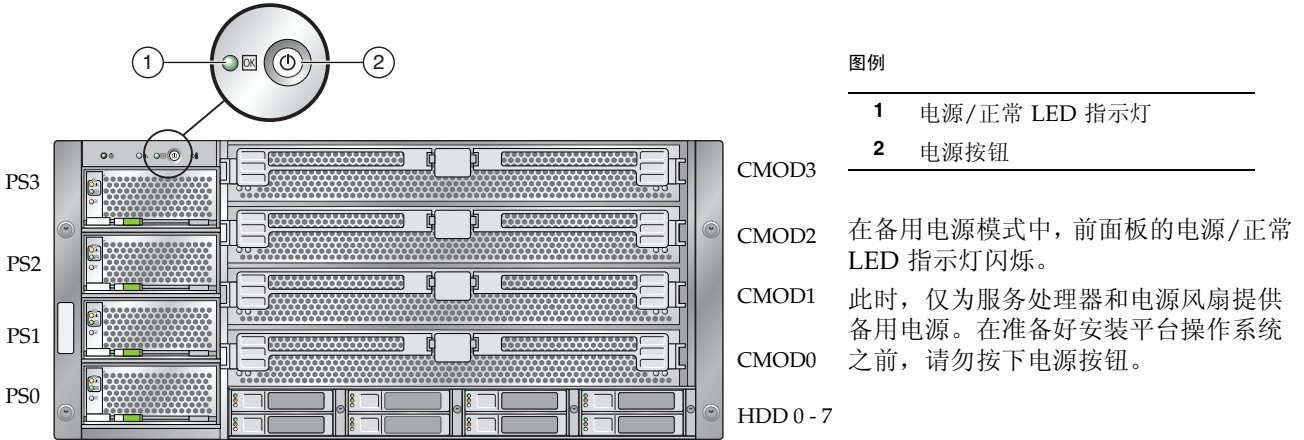 1
OK
2
PS3
PS2
PS1
PS0
CMOD3
CMOD2
CMOD1
CMOD0
HDD 0 - 7
图例
1 电源/正常 LED 指示灯
2 电源按钮
在备用电源模式中，前面板的电源/正常
LED 指示灯闪烁。
此时，仅为服务处理器和电源风扇提供
备用电源。在准备好安装平台操作系统
之前，请勿按下电源按钮。